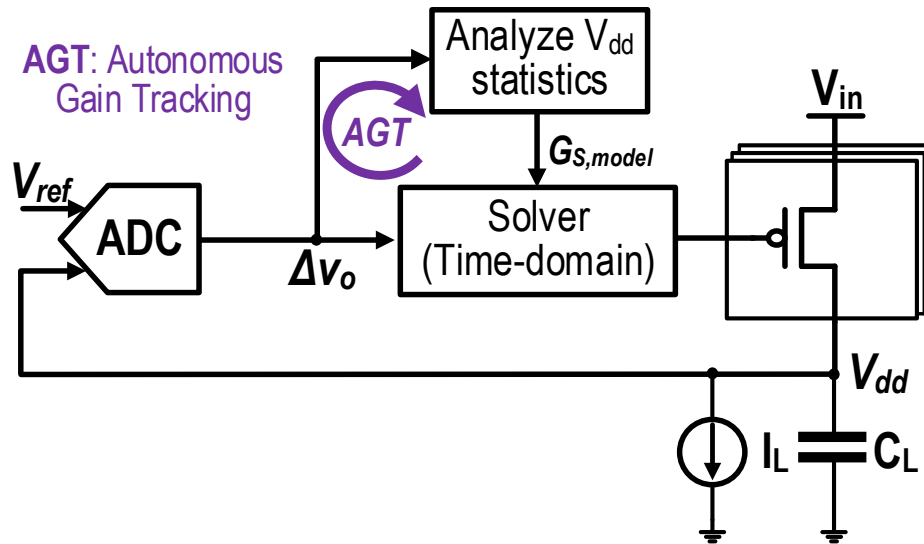 AGT: Autonomous
Gain Tracking
Analyze Vdd
statistics
AGT
GS,model
Vin
Vref
ADC
Δvo
Solver
(Time-domain)
Vdd
IL
CL